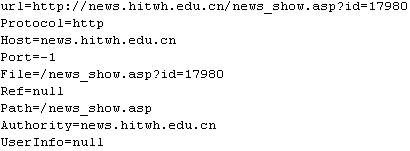 url=http://news.hitwh.edu.cn/news_show.asp?id=17980
Protocol=http
Host=news.hitwh.edu.cn
Port=-1
File=/news_show.asp?id=17980
Ref=null
Path=/news_show.asp
Authority=news.hitwh.edu.cn
UserInfo=null